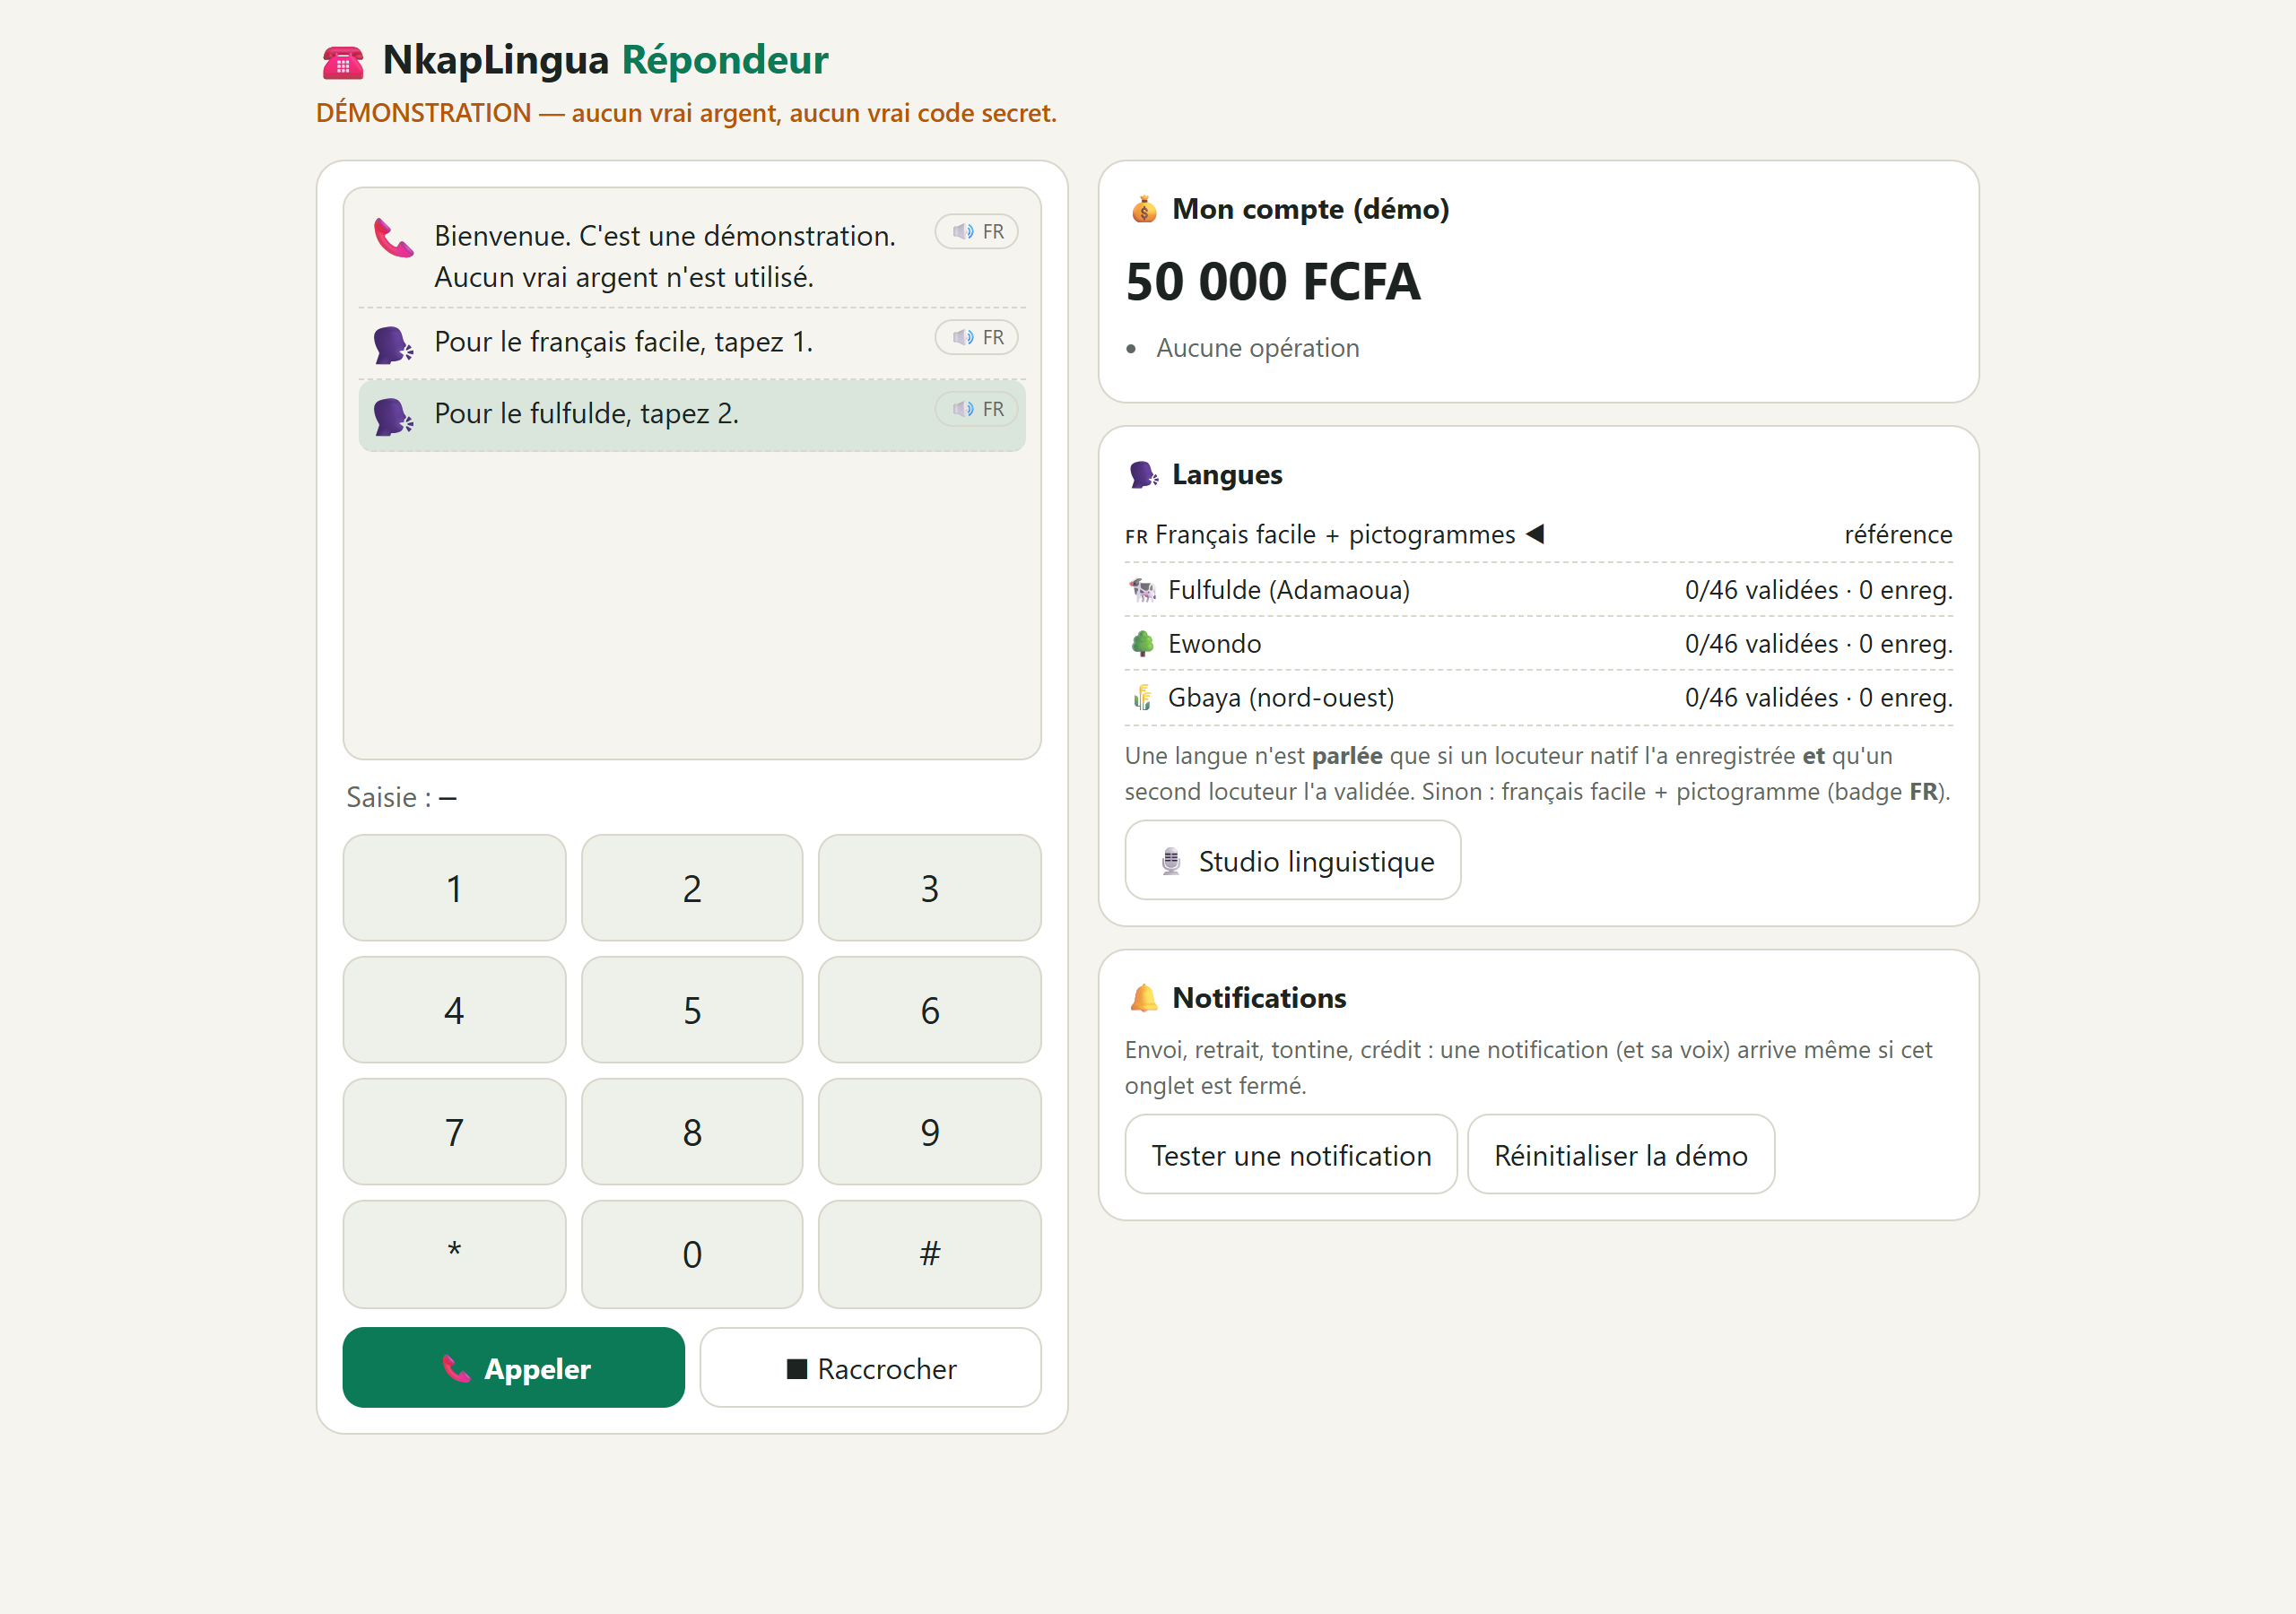 NkapLingua Répondeur
DÉMONSTRATION — aucun vrai argent, aucun vrai code secret.
Bienvenue. C'est une démonstration.
Aucun vrai argent n'est utilisé.
FR
Pour le français facile, tapez 1.
FR
Pour le fulfulde, tapez 2.
FR
Saisie : —
1 2 3
4 5 6
7 8 9
* 0 #
Appeler
Raccrocher
Mon compte (démo)
50 000 FCFA
• Aucune opération
Langues
FR Français facile + pictogrammes ◀ référence
Fulfulde (Adamaoua) 0/46 validées · 0 enreg.
Ewondo 0/46 validées · 0 enreg.
Gbaya (nord-ouest) 0/46 validées · 0 enreg.
Une langue n'est parlée que si un locuteur natif l'a enregistrée et qu'un
second locuteur l'a validée. Sinon : français facile + pictogramme (badge FR).
Studio linguistique
Notifications
Envoi, retrait, tontine, crédit : une notification (et sa voix) arrive même si cet
onglet est fermé.
Tester une notification
Réinitialiser la démo